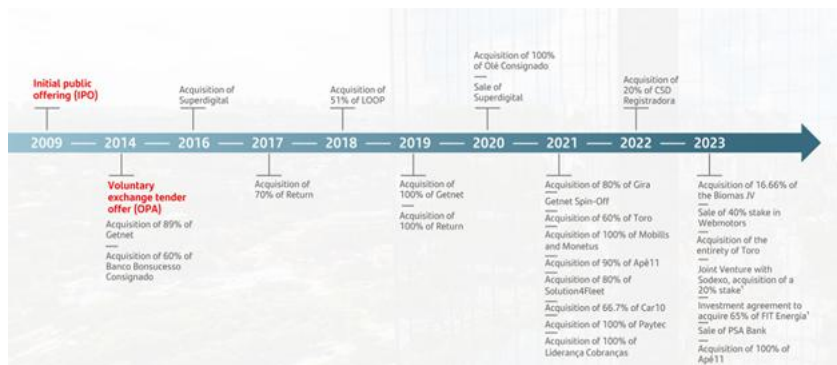 Initial public
offering (IPO)
Acquisition of
Superdigital
Acquisition of
51% of LOOP
Acquisition of 100%
of Olé Consignado
Sale of
Superdigital
Acquisition of
20% of CSD
Registradora
2009 2014 2016 2017 2018 2019 2020 2021 2022 2023
Voluntary
exchange tender
offer (OPA)
Acquisition of 89% of
Getnet
Acquisition of 60% of
Banco Bonsucesso
Consignado
Acquisition of
70% of Return
Acquisition of
100% of Getnet
Acquisition of
100% of Return
Acquisition of 80% of Gira
Getnet Spin-Off
Acquisition of 60% of Toro
Acquisition of 100% of Mobills
and Monetus
Acquisition of 90% of Apê11
Acquisition of 80% of
Solution4Fleet
Acquisition of 66.7% of Car10
Acquisition of 100% of Paytec
Acquisition of 100% of
Liderança Cobranças
Acquisition of 16.66% of
the Biomas JV
Sale of 40% stake in
Webmotors
Acquisition of the
entirety of Toro
Joint Venture with
Sodexo, acquisition of a
20% stake¹
Investment agreement to
acquire 65% of FIT Energia¹
Sale of PSA Bank
Acquisition of 100% of
Apê11